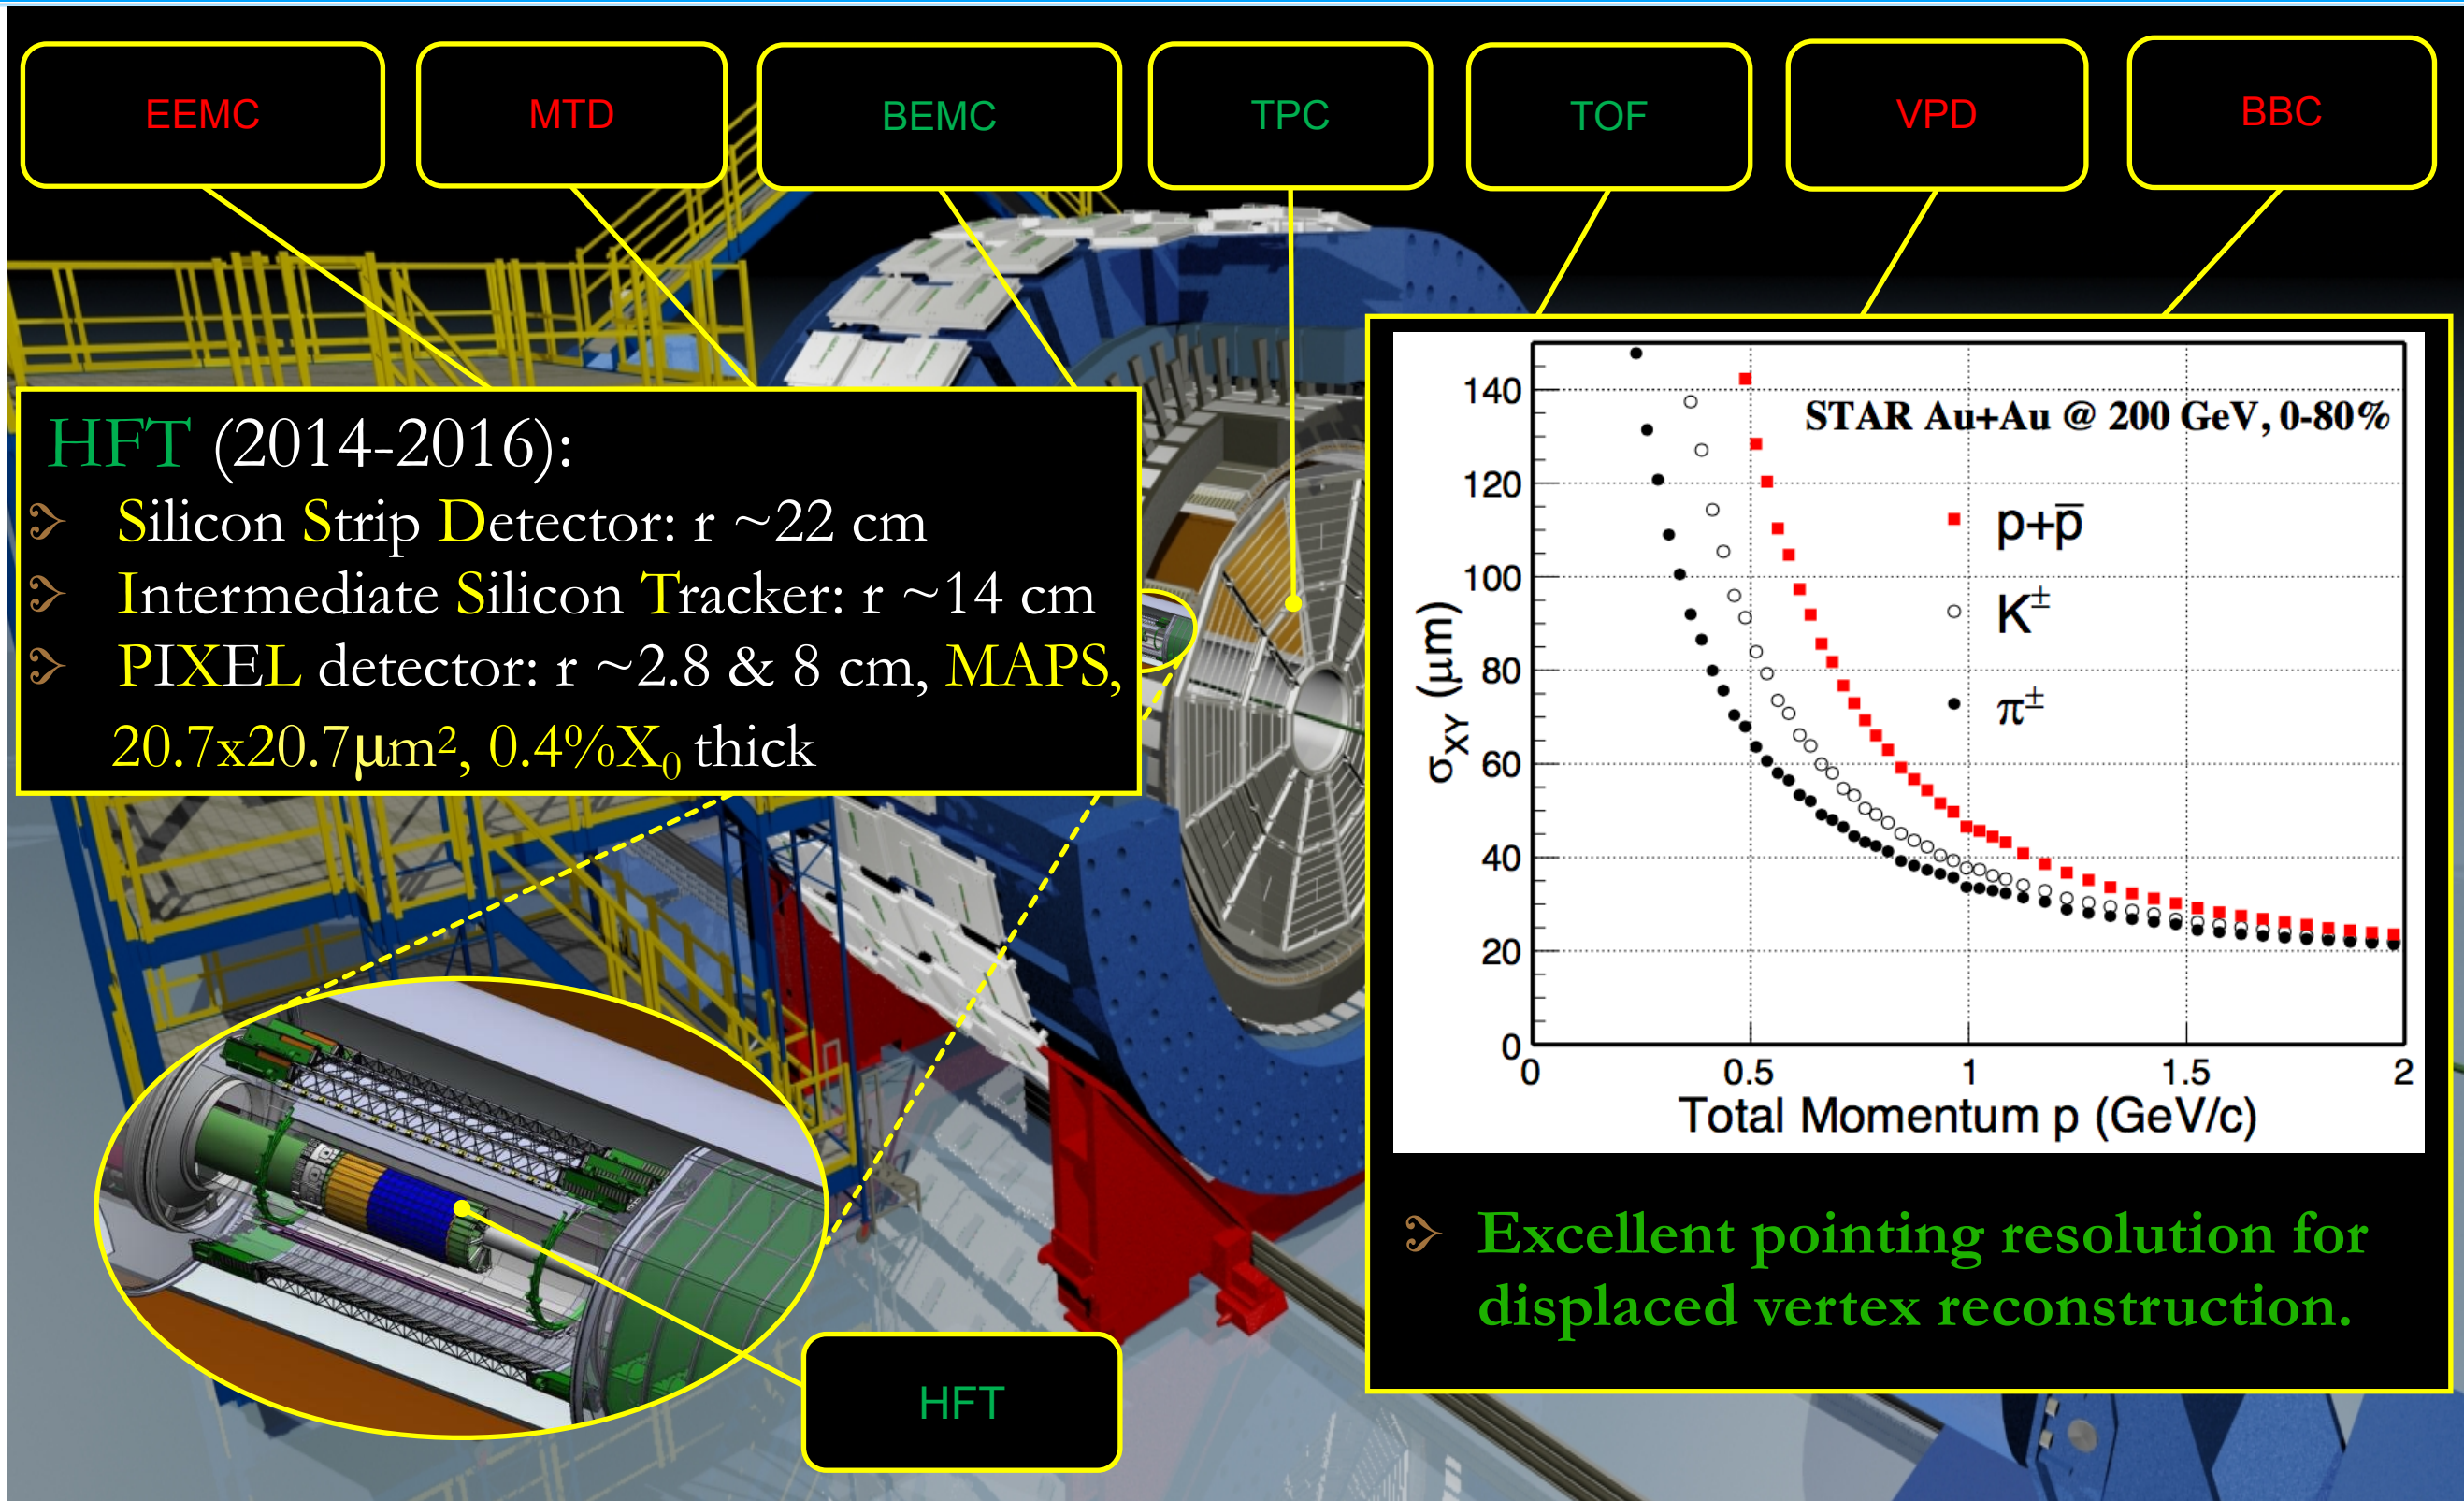 EEMC
MTD
BEMC
TPC
TOF
VPD
BBC
HFT (2014-2016):
Silicon Strip Detector: r ~22 cm
Intermediate Silicon Tracker: r ~14 cm
PIXEL detector: r ~2.8 & 8 cm, MAPS,
20.7x20.7μm², 0.4%X₀ thick
STAR Au+Au @ 200 GeV, 0-80%
p+p̅
K±
π±
σXY (μm)
140
120
100
80
60
40
20
0
0 0.5 1 1.5 2
Total Momentum p (GeV/c)
Excellent pointing resolution for
displaced vertex reconstruction.
HFT